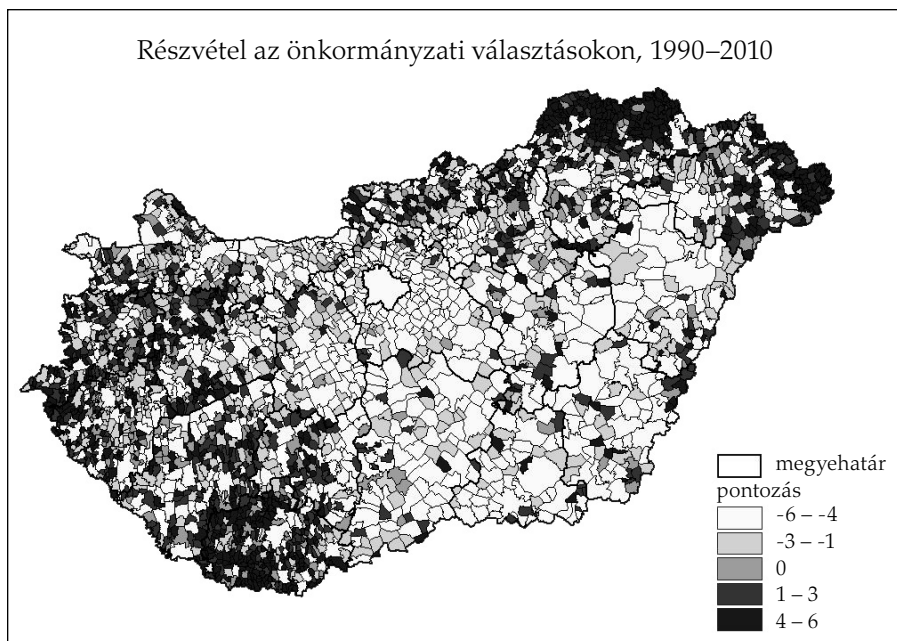 Részvétel az önkormányzati választásokon, 1990–2010
megyehatár
pontozás
-6 – -4
-3 – -1
0
1 – 3
4 – 6